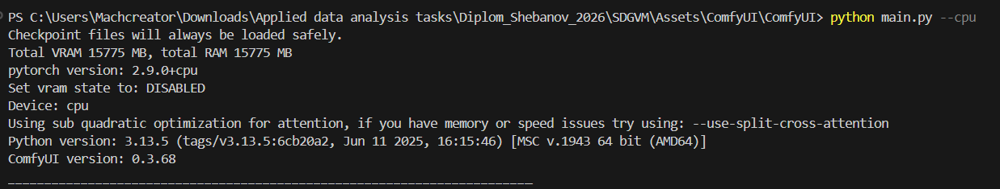 PS C:\Users\Machcreator\Downloads\Applied data analysis tasks\Diplom_Shebanov_2026\SDGVM\Assets\ComfyUI\ComfyUI> python main.py --cpu
Checkpoint files will always be loaded safely.
Total VRAM 15775 MB, total RAM 15775 MB
pytorch version: 2.9.0+cpu
Set vram state to: DISABLED
Device: cpu
Using sub quadratic optimization for attention, if you have memory or speed issues try using: --use-split-cross-attention
Python version: 3.13.5 (tags/v3.13.5:6cb20a2, Jun 11 2025, 16:15:46) [MSC v.1943 64 bit (AMD64)]
ComfyUI version: 0.3.68
________________________________________________________________________